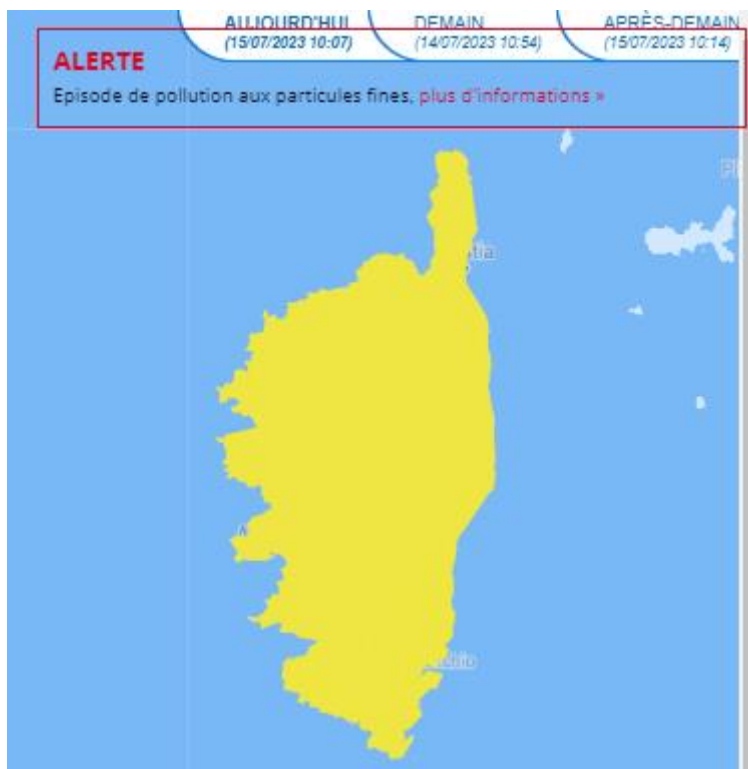 AUJOURD'HUI DEMAIN APRÈS-DEMAIN
(15/07/2023 10:07) (14/07/2023 10:54) (15/07/2023 10:14)
ALERTE
Episode de pollution aux particules fines, plus d'informations »